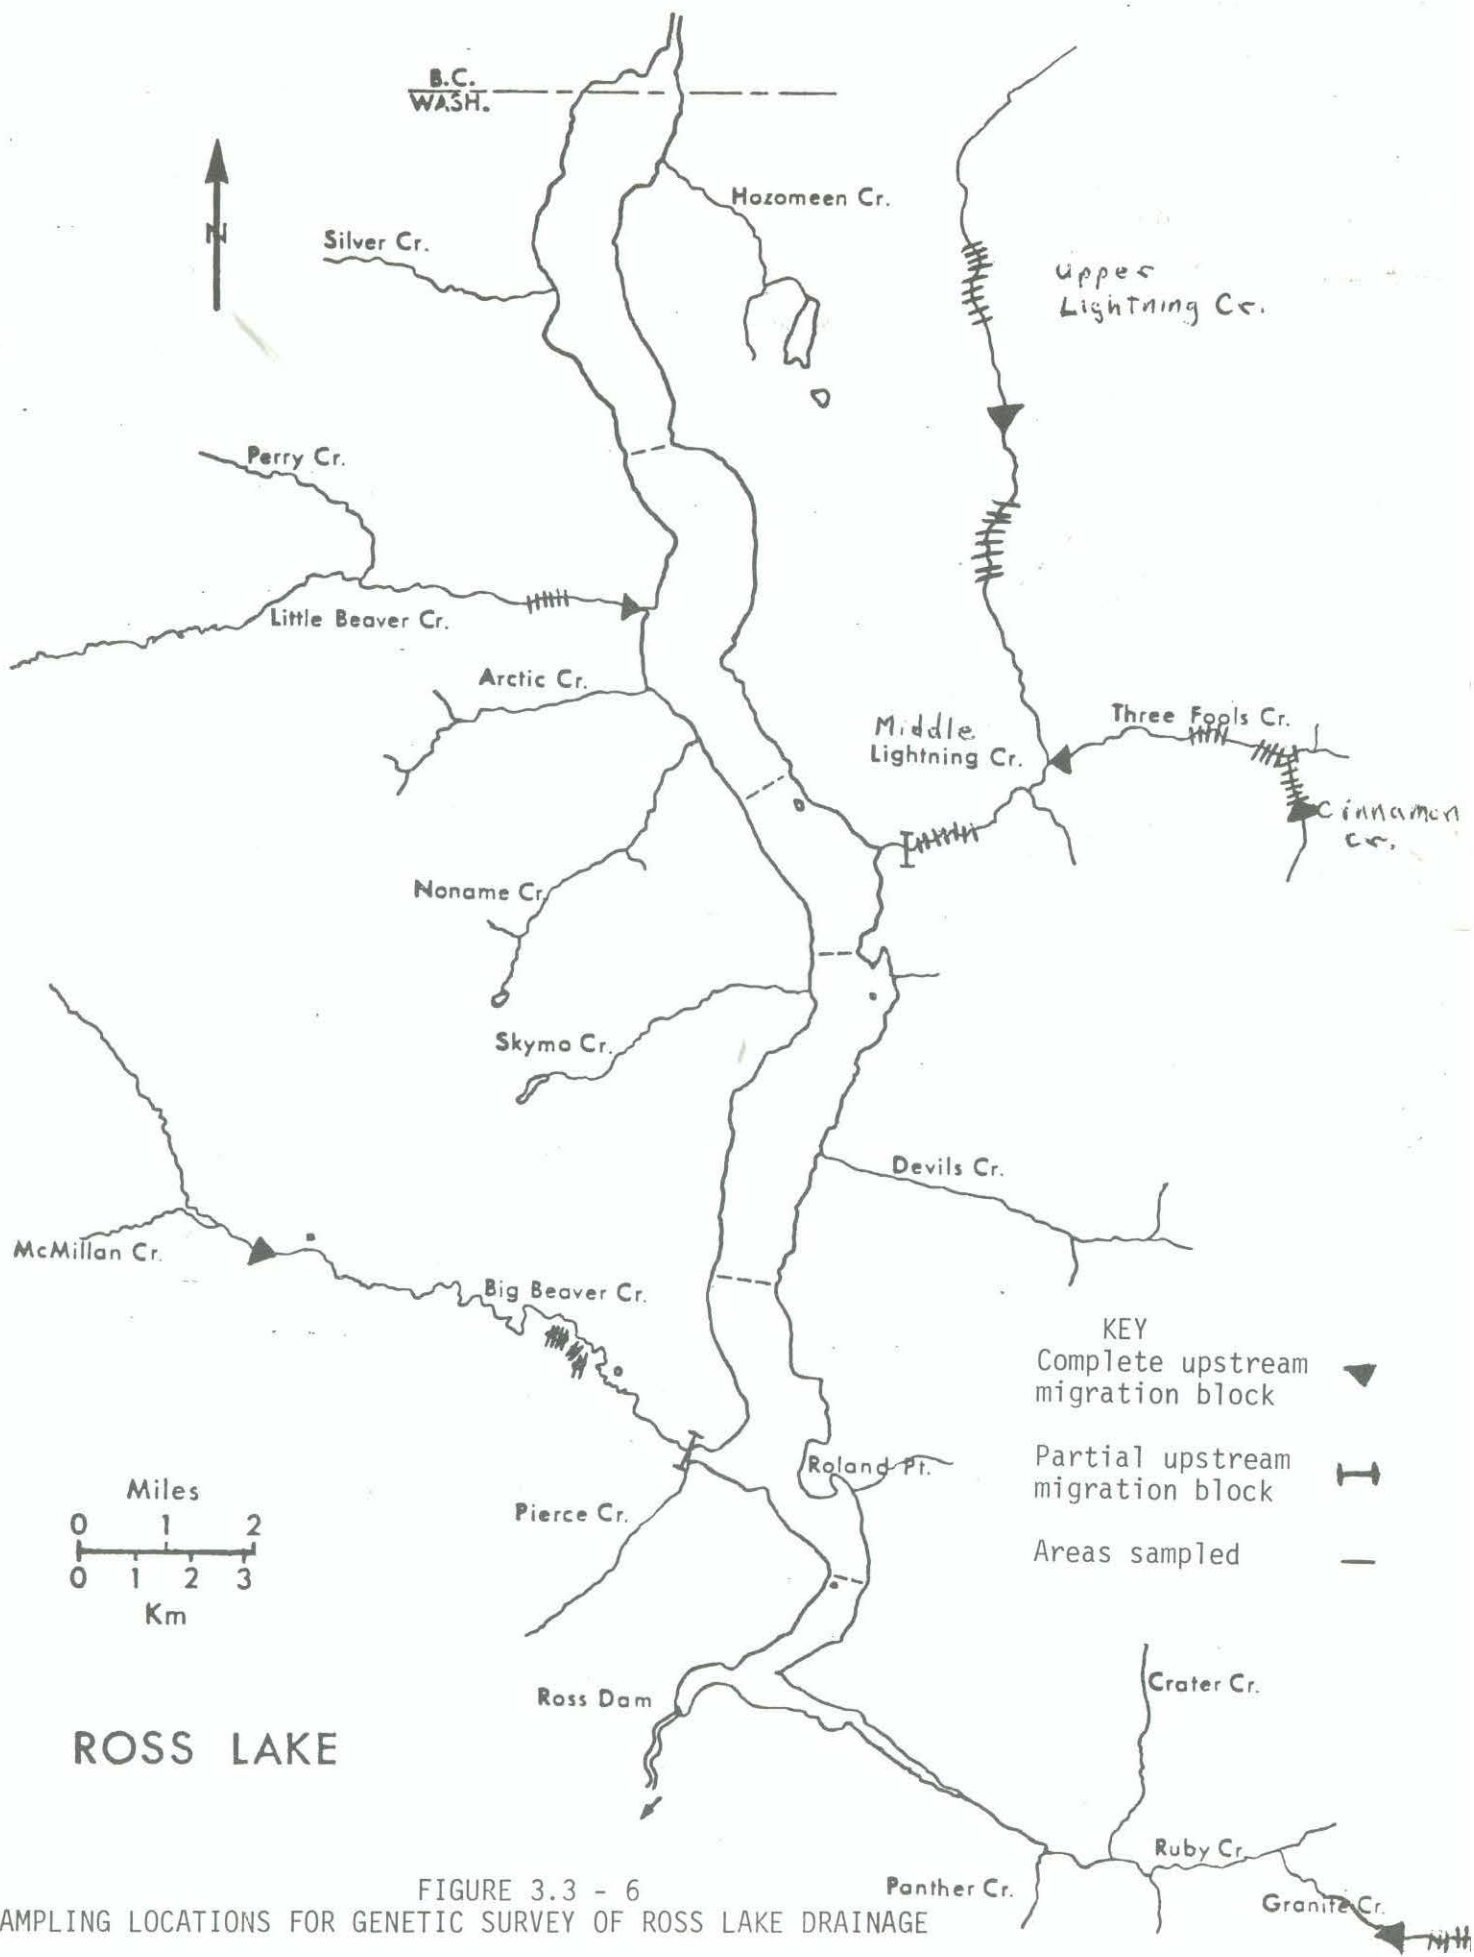 B.C.
WASH.
Hozomeen Cr.
N
Silver Cr.
Upper
Lightning Cr.
Perry Cr.
Little Beaver Cr.
Arctic Cr.
Three Fools Cr.
Middle
Lightning Cr.
Cinnamon
Cr.
Noname Cr.
Skymo Cr.
Devils Cr.
McMillan Cr.
Big Beaver Cr.
KEY
Complete upstream
migration block
Partial upstream
migration block
Areas sampled
Roland Pt.
Pierce Cr.
Miles
0 1 2
0 1 2 3
Km
Ross Dam
Crater Cr.
ROSS LAKE
Ruby Cr.
Panther Cr.
Granite Cr.
FIGURE 3.3 - 6
AMPLING LOCATIONS FOR GENETIC SURVEY OF ROSS LAKE DRAINAGE